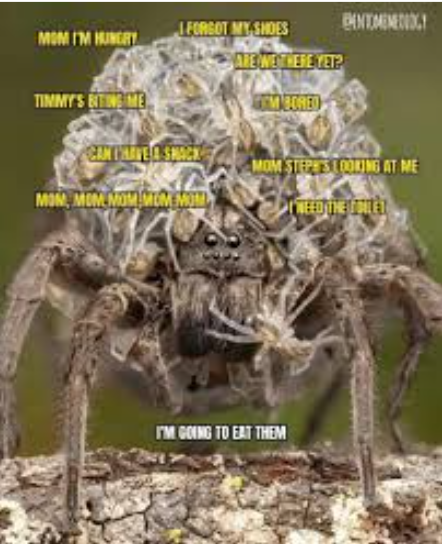 @ENTOMEMEOLOGY
I FORGOT MY SHOES
MOM I'M HUNGRY
ARE WE THERE YET?
TIMMY'S BITING ME
I'M BORED
CAN I HAVE A SNACK
MOM STEPH'S LOOKING AT ME
MOM, MOM, MOM, MOM, MOM
I NEED THE TOILET
I'M GOING TO EAT THEM